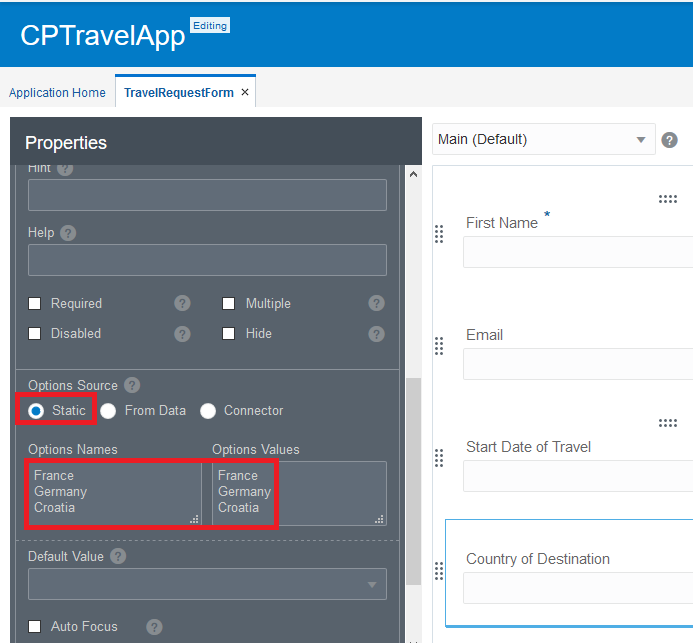 CPTravelApp Editing
Application Home TravelRequestForm ×
Properties
Main (Default) ?
Hint ?
Help ?
Required ? Multiple ?
Disabled ? Hide ?
Options Source ?
Static From Data Connector
Options Names Options Values
France France
Germany Germany
Croatia Croatia
Default Value ?
Auto Focus ?
First Name *
Email
Start Date of Travel
Country of Destination